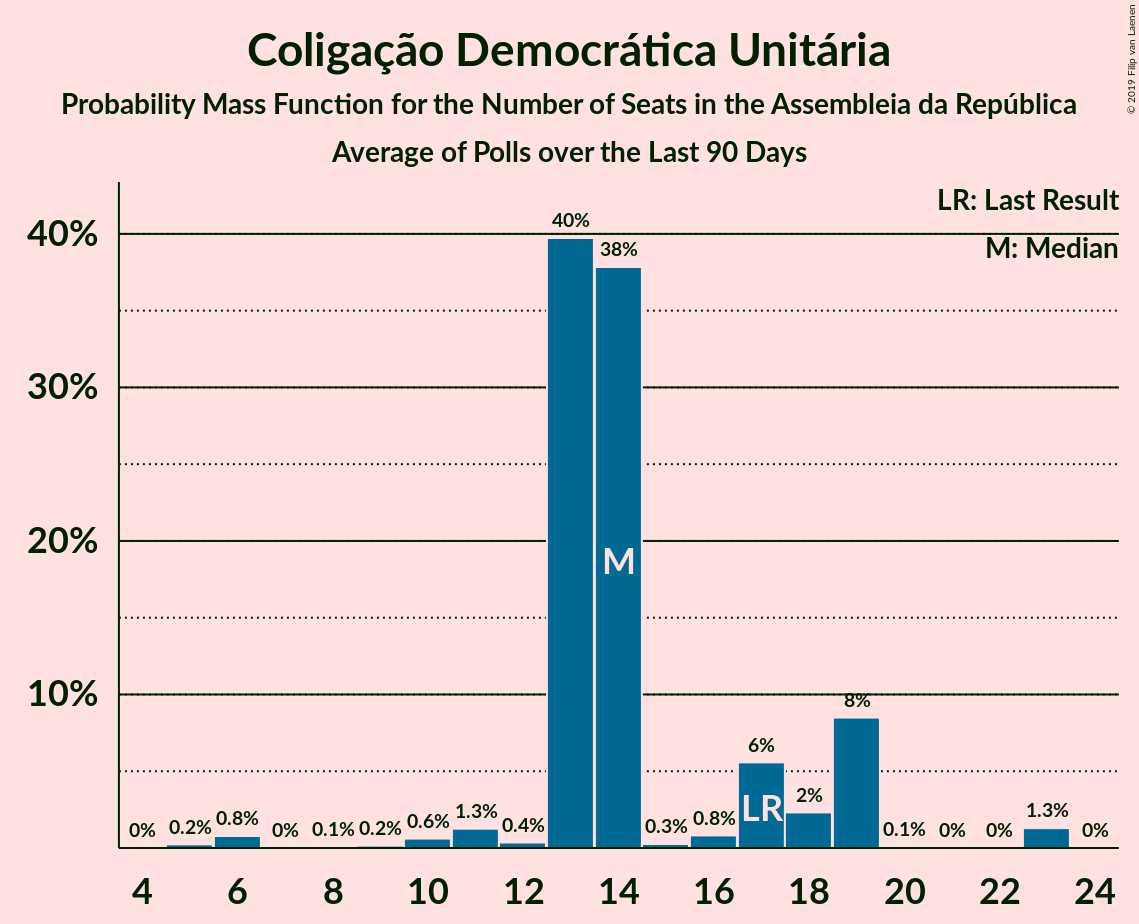 Coligação Democrática Unitária
Probability Mass Function for the Number of Seats in the Assembleia da República
Average of Polls over the Last 90 Days
© 2019 Filip van Laenen
LR: Last Result
M: Median
40%
30%
20%
10%
0%
0.2%
0.8%
0%
0.1%
0.2%
0.6%
1.3%
0.4%
40%
38%
0.3%
0.8%
6%
2%
8%
0.1%
0%
0%
1.3%
0%
M
LR
4 6 8 10 12 14 16 18 20 22 24